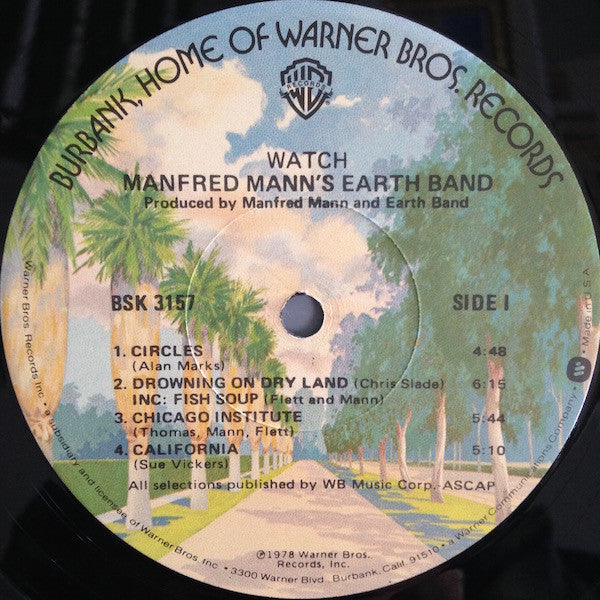 BURBANK, HOME OF WARNER BROS. RECORDS
WB
RECORDS
WATCH
MANFRED MANN'S EARTH BAND
Produced by Manfred Mann and Earth Band
BSK 3157
SIDE I
1. CIRCLES 4:48
(Alan Marks)
2. DROWNING ON DRY LAND (Chris Slade) 6:15
INC: FISH SOUP (Flett and Mann)
3. CHICAGO INSTITUTE 5:44
(Thomas, Mann, Flett)
4. CALIFORNIA 5:10
(Sue Vickers)
All selections published by WB Music Corp. ASCAP
℗1978 Warner Bros.
Records, Inc.
Warner Bros. Records Inc. • a subsidiary and licensee of Warner Bros. Inc. • 3300 Warner Blvd., Burbank, Calif. 91510 • a Warner Communications Company • Made in U.S.A.